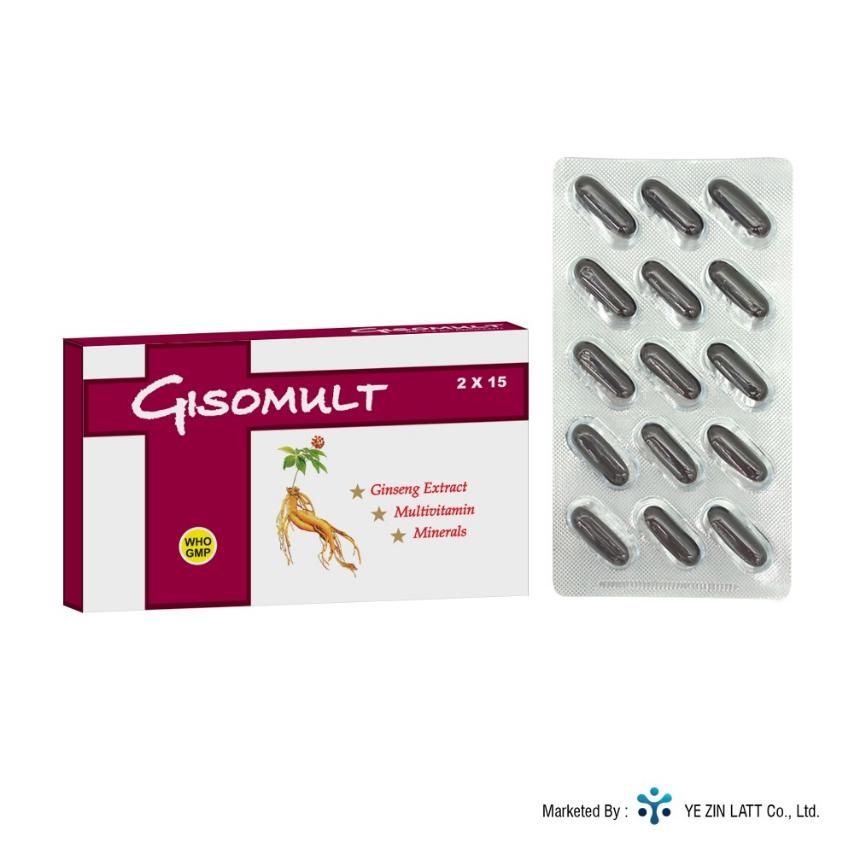 GISOMULT
GISOMULT
2 X 15
Ginseng Extract
Multivitamin
Minerals
WHO
GMP
Marketed By : YE ZIN LATT Co., Ltd.